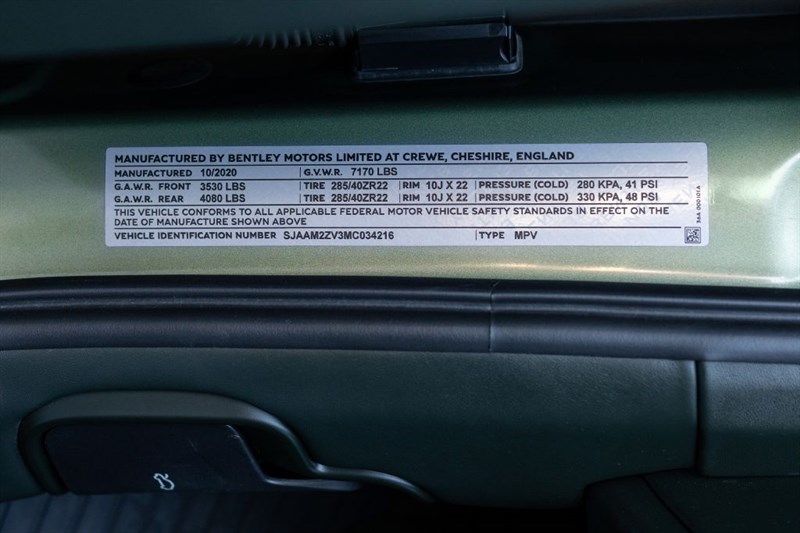 MANUFACTURED BY BENTLEY MOTORS LIMITED AT CREWE, CHESHIRE, ENGLAND
MANUFACTURED 10/2020 G.V.W.R. 7170 LBS
G.A.W.R. FRONT 3530 LBS TIRE 285/40ZR22 RIM 10J X 22 PRESSURE (COLD) 280 KPA, 41 PSI
G.A.W.R. REAR 4080 LBS TIRE 285/40ZR22 RIM 10J X 22 PRESSURE (COLD) 330 KPA, 48 PSI
THIS VEHICLE CONFORMS TO ALL APPLICABLE FEDERAL MOTOR VEHICLE SAFETY STANDARDS IN EFFECT ON THE
DATE OF MANUFACTURE SHOWN ABOVE
VEHICLE IDENTIFICATION NUMBER SJAAM2ZV3MC034216 TYPE MPV